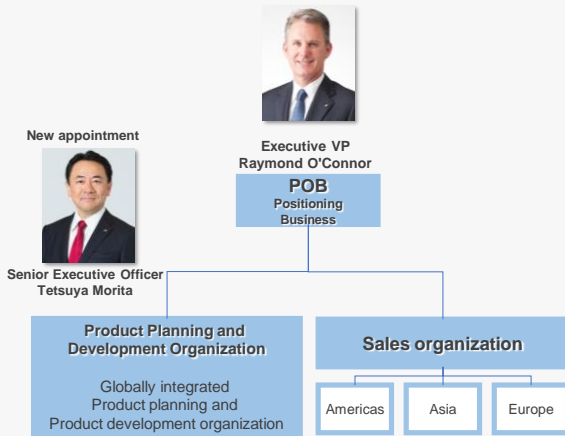 New appointment
Executive VP
Raymond O'Connor
POB
Positioning
Business
Senior Executive Officer
Tetsuya Morita
Product Planning and
Development Organization
Globally integrated
Product planning and
Product development organization
Sales organization
Americas
Asia
Europe